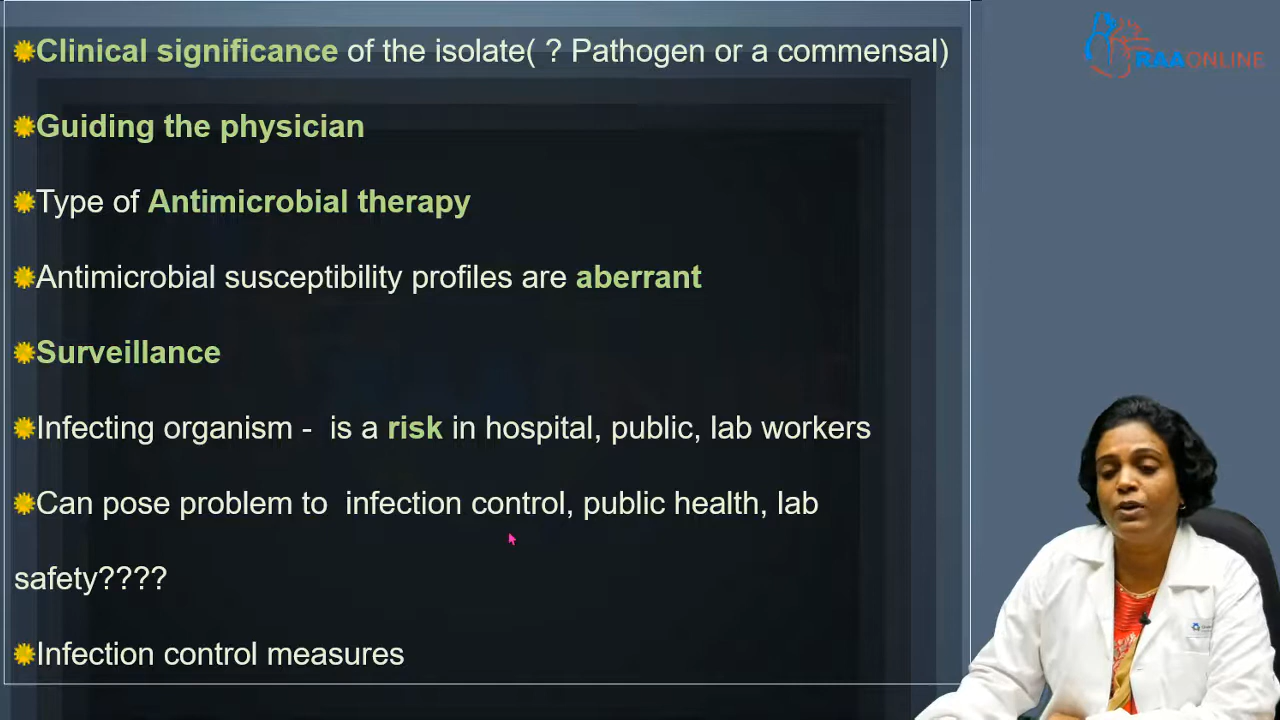 Clinical significance of the isolate( ? Pathogen or a commensal)
RAAONLINE
Guiding the physician
Type of Antimicrobial therapy
Antimicrobial susceptibility profiles are aberrant
Surveillance
Infecting organism - is a risk in hospital, public, lab workers
Can pose problem to infection control, public health, lab
safety????
Infection control measures